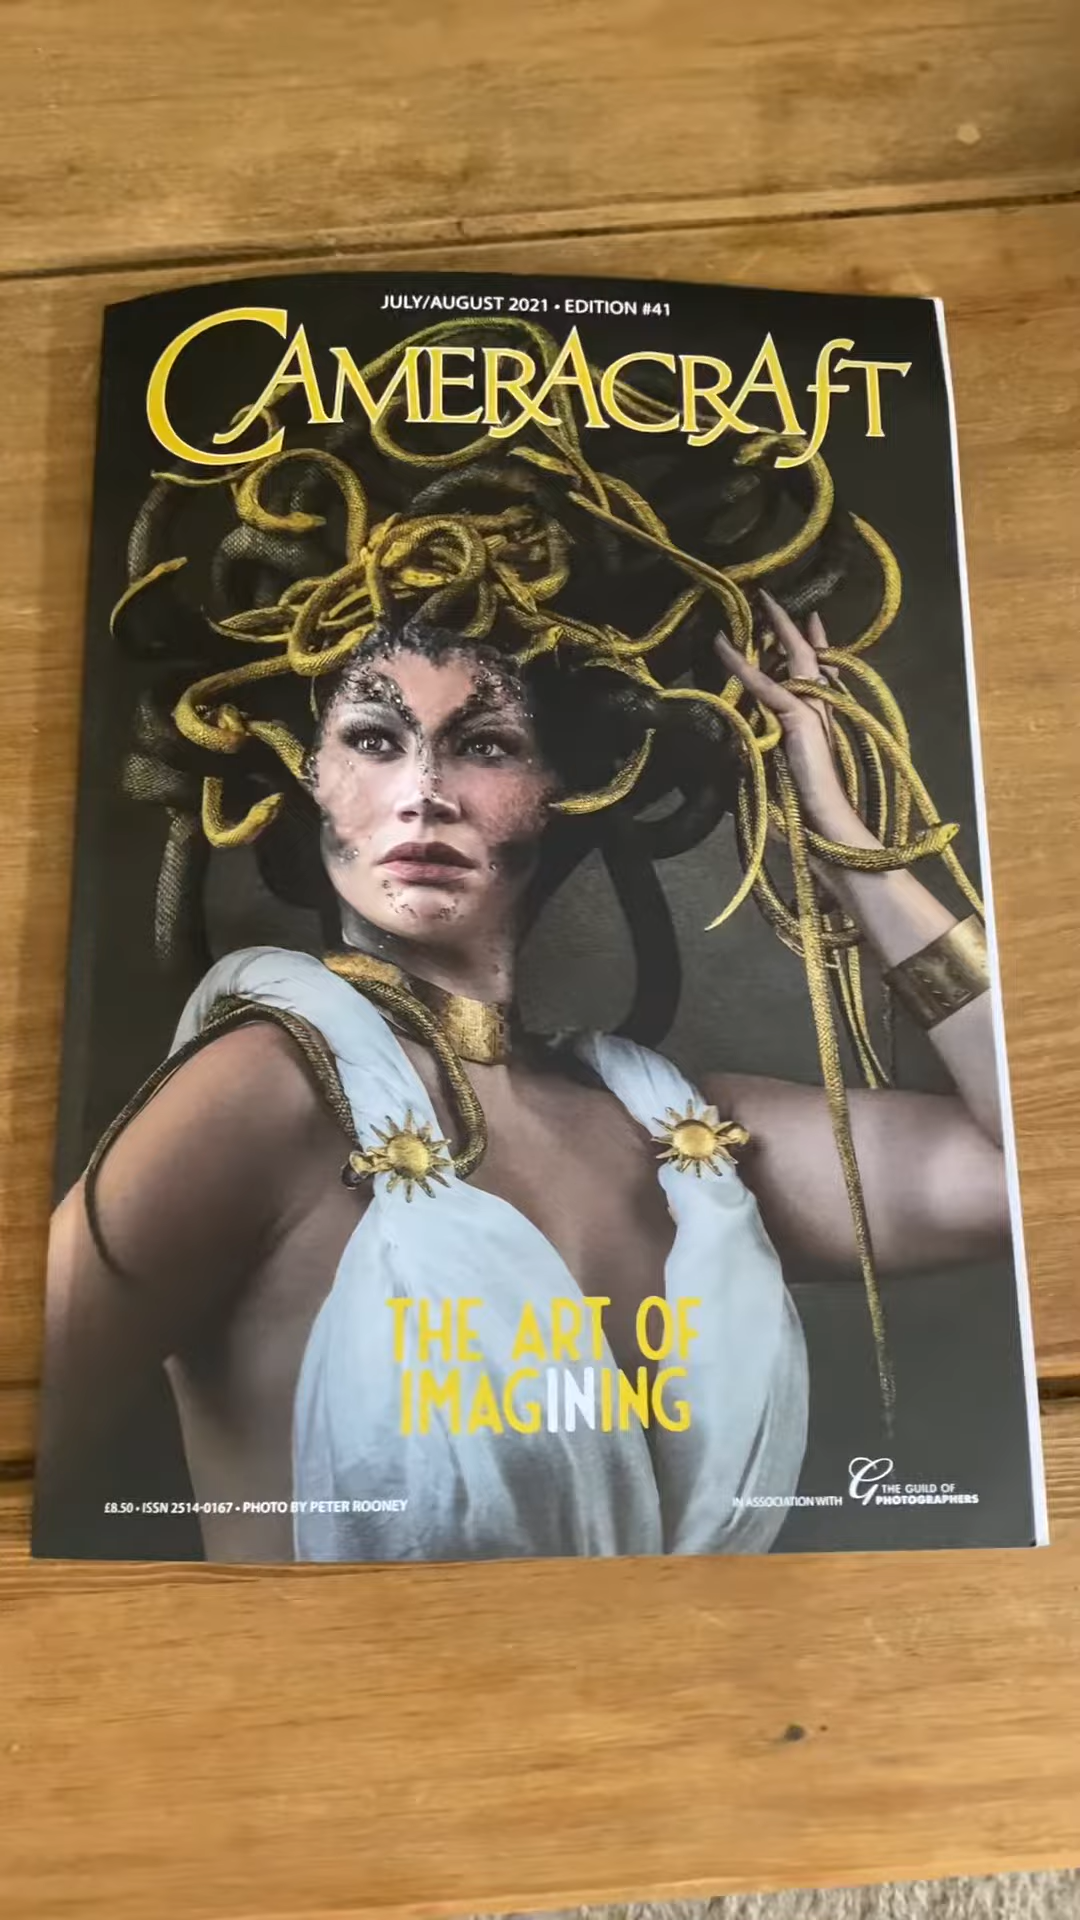 JULY/AUGUST 2021 • EDITION #41
CAMERACRAfT
THE ART OF
IMAGINING
£8.50 • ISSN 2514-0167 • PHOTO BY PETER ROONEY
IN ASSOCIATION WITH
G THE GUILD OF
PHOTOGRAPHERS